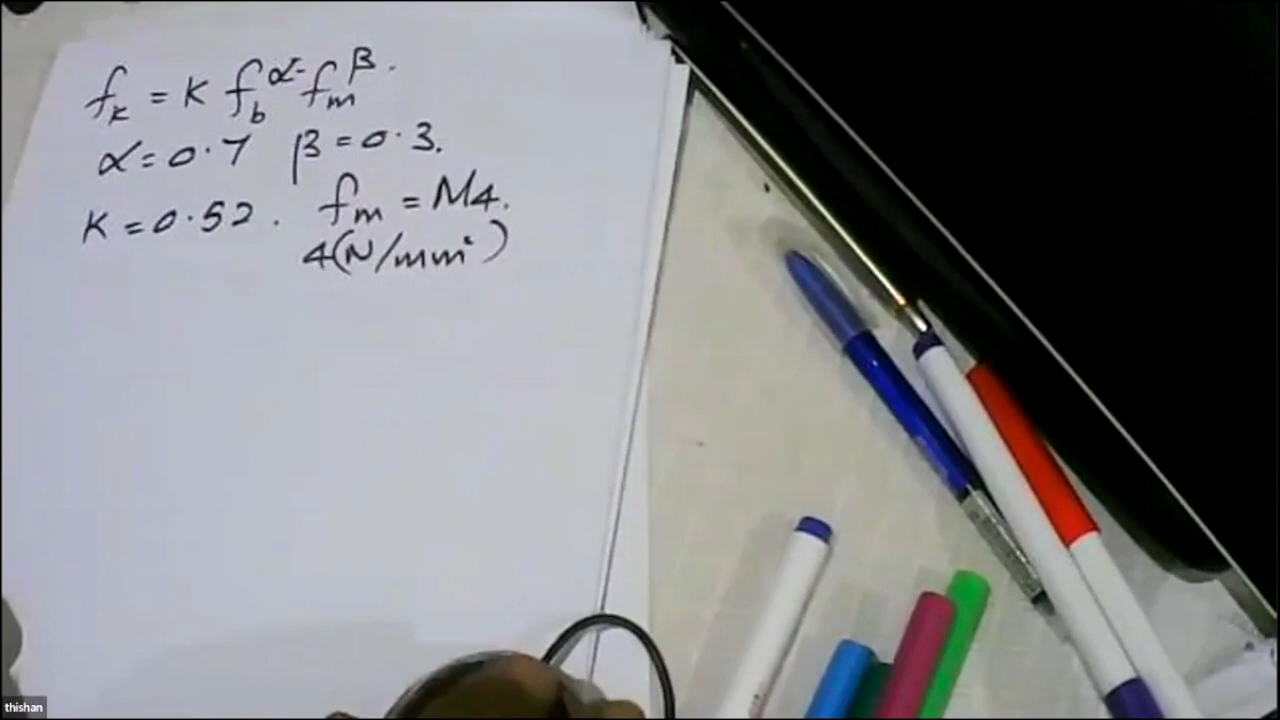 fk = K fb^α fm^β.
α = 0.7 β = 0.3.
K = 0.52. fm = M4.
4(N/mm²)
thishan